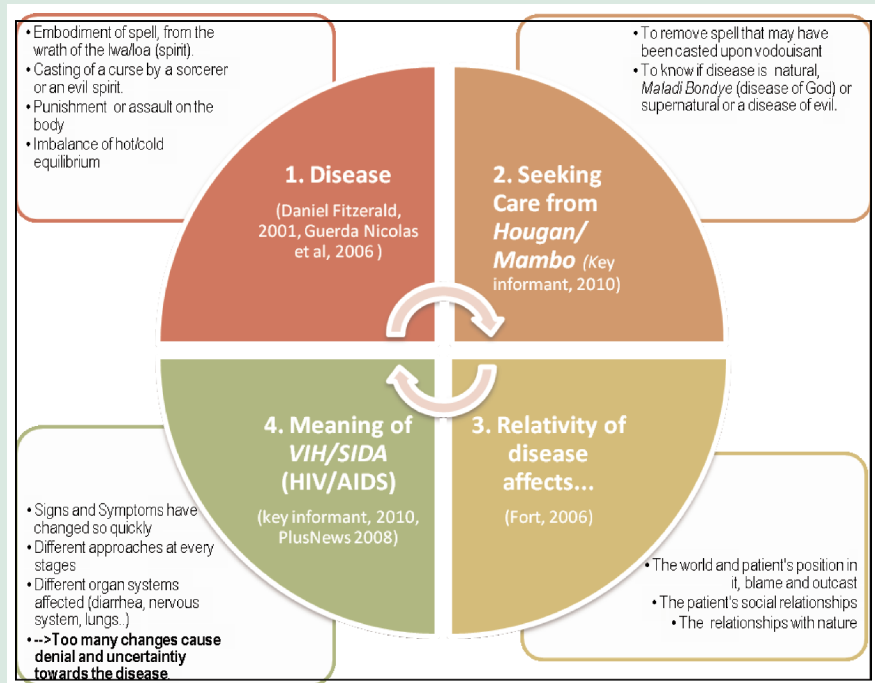 • Embodiment of spell, from the
wrath of the lwa/loa (spirit).
• Casting of a curse by a sorcerer
or an evil spirit.
• Punishment or assault on the
body
• Imbalance of hot/cold
equilibrium
1. Disease
(Daniel Fitzerald,
2001, Guerda Nicolas
et al, 2006 )
• To remove spell that may have
been casted upon vodouisant
• To know if disease is natural,
Maladi Bondye (disease of God) or
supernatural or a disease of evil.
2. Seeking
Care from
Hougan/
Mambo (Key
informant, 2010)
3. Relativity of
disease
affects...
(Fort, 2006)
• The world and patient's position in
it, blame and outcast
• The patient's social relationships
• The relationships with nature
4. Meaning of
VIH/SIDA
(HIV/AIDS)
(key informant, 2010,
PlusNews 2008)
• Signs and Symptoms have
changed so quickly
• Different approaches at every
stages
• Different organ systems
affected (diarrhea, nervous
system, lungs..)
• -->Too many changes cause
denial and uncertaintiy
towards the disease.